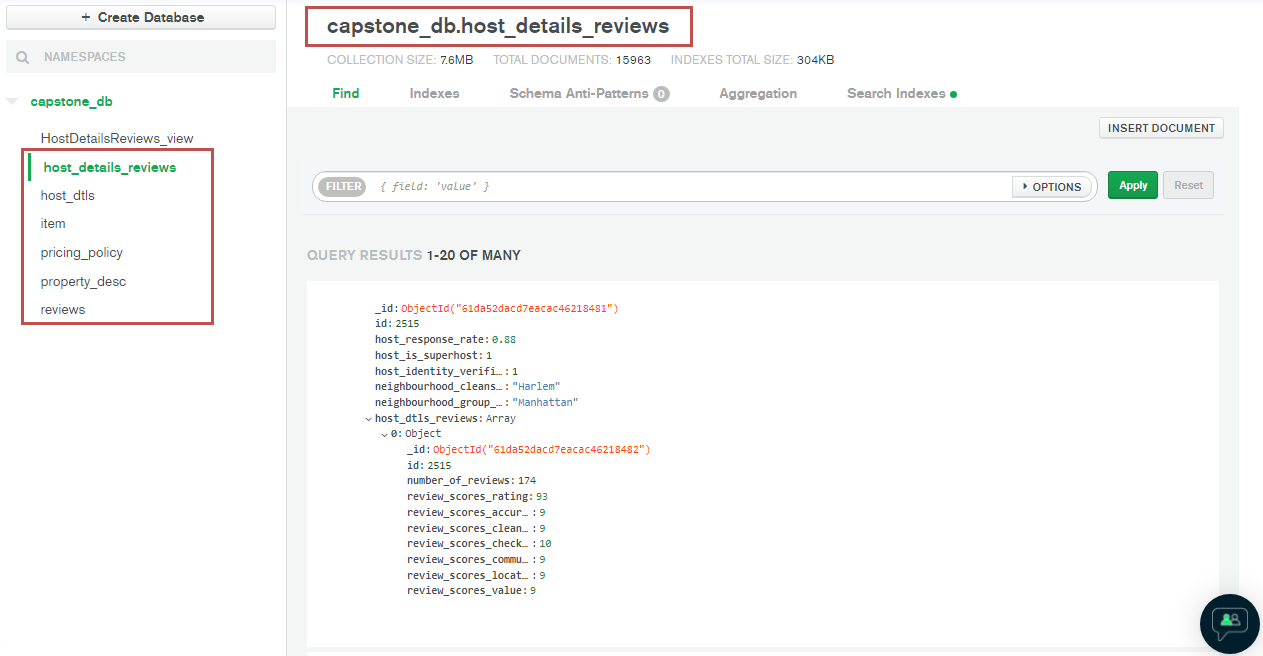 + Create Database
NAMESPACES
capstone_db
HostDetailsReviews_view
host_details_reviews
host_dtls
item
pricing_policy
property_desc
reviews
capstone_db.host_details_reviews
COLLECTION SIZE: 7.6MB TOTAL DOCUMENTS: 15963 INDEXES TOTAL SIZE: 304KB
Find Indexes Schema Anti-Patterns 0 Aggregation Search Indexes
INSERT DOCUMENT
FILTER { field: 'value' } OPTIONS Apply Reset
QUERY RESULTS 1-20 OF MANY
_id: ObjectId("61da52dacd7eacac46218481")
id: 2515
host_response_rate: 0.88
host_is_superhost: 1
host_identity_verifi…: 1
neighbourhood_cleans…: "Harlem"
neighbourhood_group_…: "Manhattan"
host_dtls_reviews: Array
0: Object
_id: ObjectId("61da52dacd7eacac46218482")
id: 2515
number_of_reviews: 174
review_scores_rating: 93
review_scores_accur…: 9
review_scores_clean…: 9
review_scores_check…: 10
review_scores_commu…: 9
review_scores_locat…: 9
review_scores_value: 9